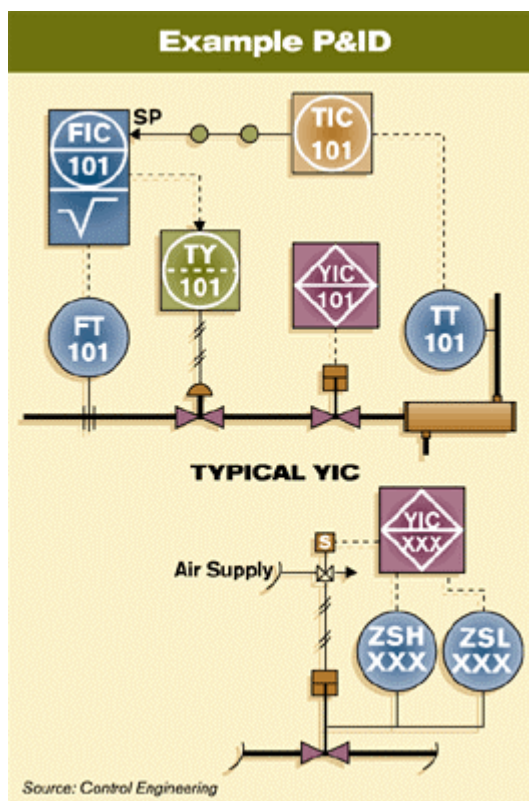 Example P&ID
SP
FIC
101
TIC
101
TY
101
YIC
101
FT
101
TT
101
TYPICAL YIC
S
YIC
XXX
Air Supply
ZSH
XXX
ZSL
XXX
Source: Control Engineering